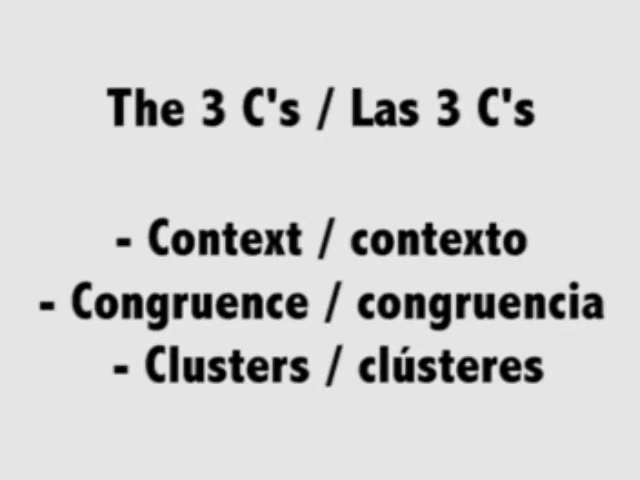 The 3 C's / Las 3 C's
- Context / contexto
- Congruence / congruencia
- Clusters / clústeres